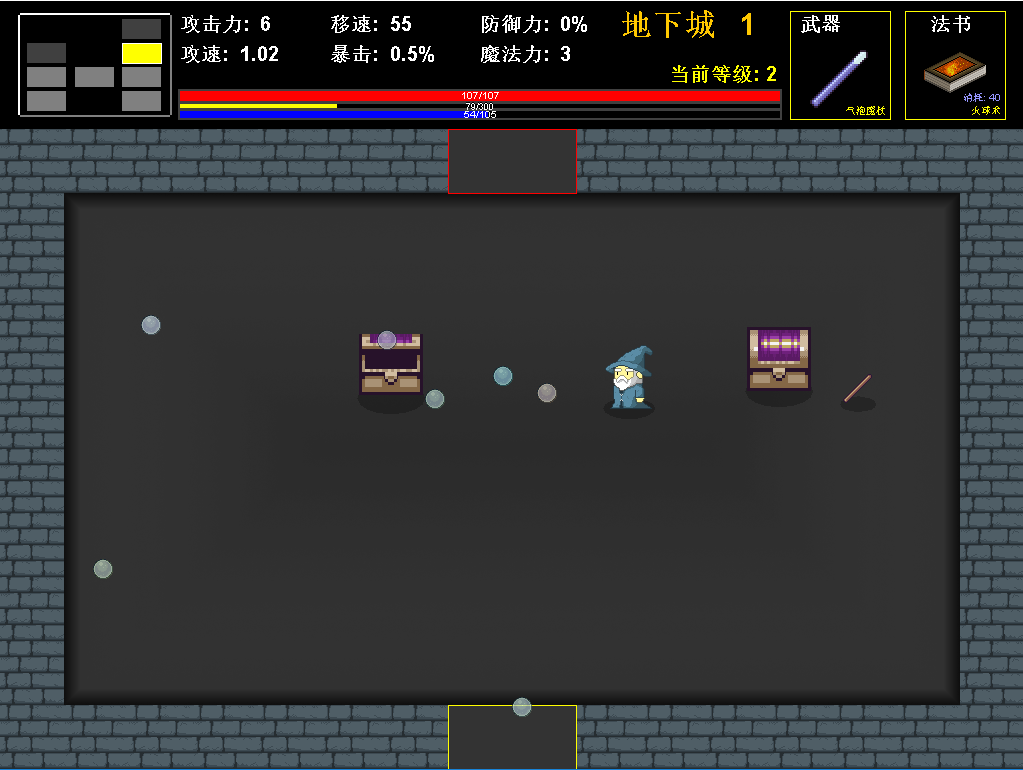 攻击力: 6 移速: 55 防御力: 0% 地下城 1
攻速: 1.02 暴击: 0.5% 魔法力: 3
当前等级: 2
107/107
79/300
54/105
武器
气泡魔杖
法书
消耗: 40
火球术